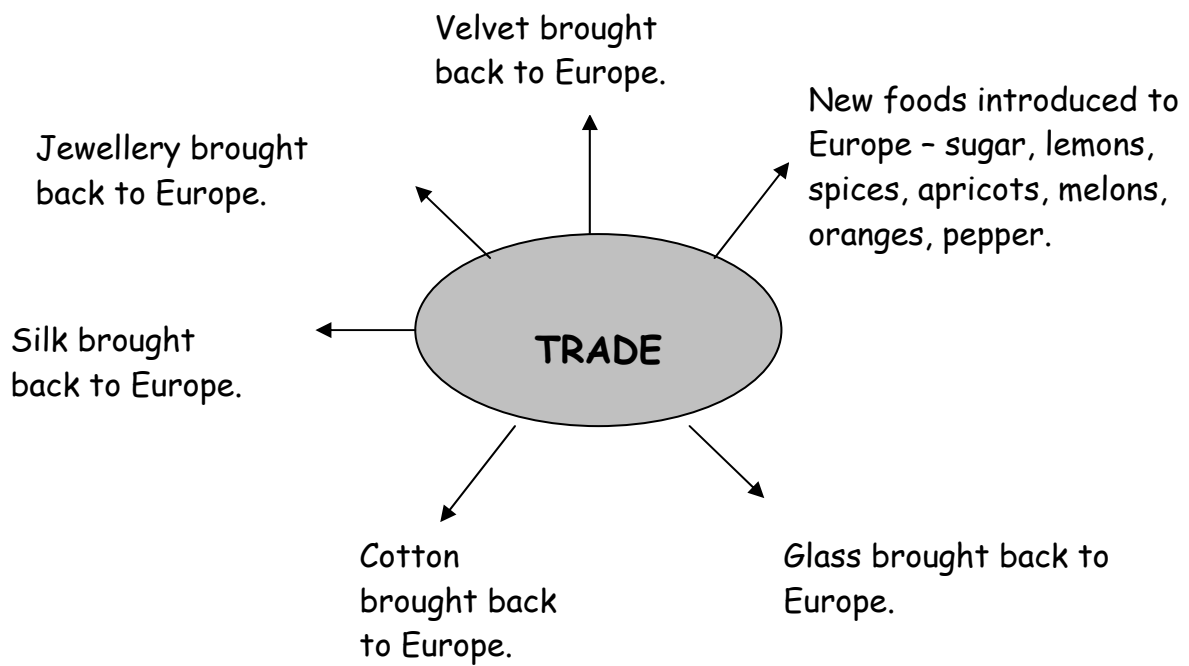 Velvet brought
back to Europe.
New foods introduced to
Europe – sugar, lemons,
spices, apricots, melons,
oranges, pepper.
Jewellery brought
back to Europe.
Silk brought
back to Europe.
TRADE
Cotton
brought back
to Europe.
Glass brought back to
Europe.